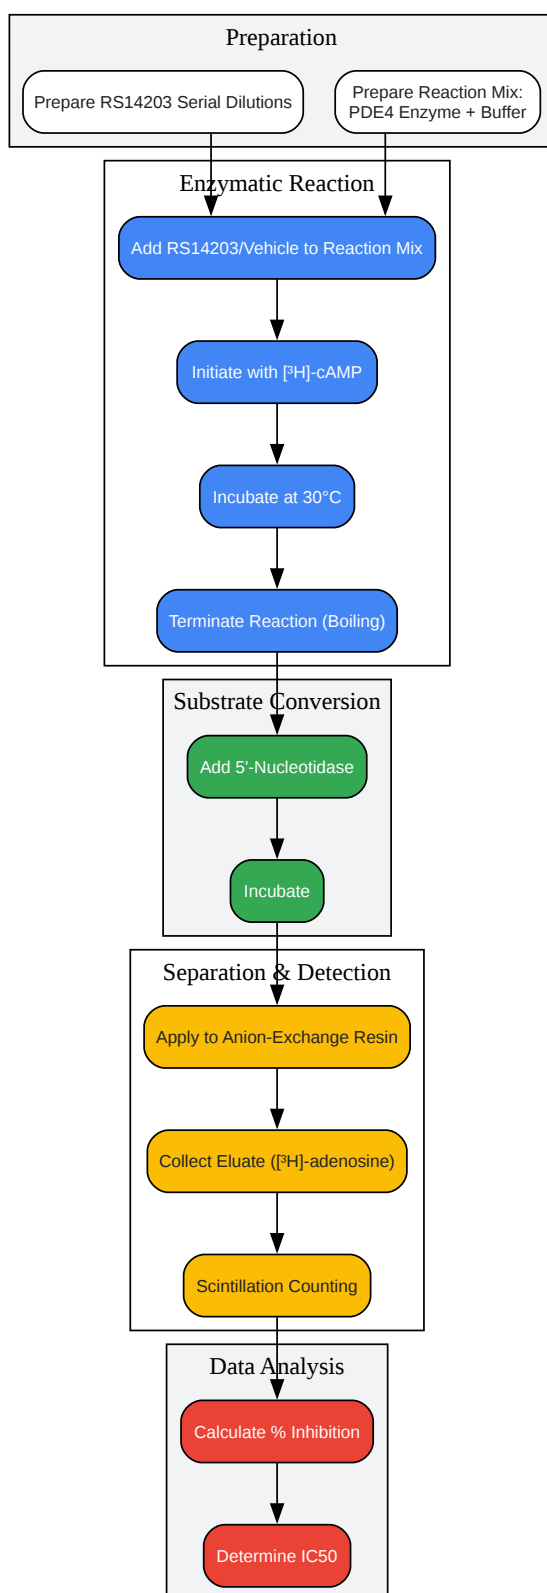 Preparation
Prepare RS14203 Serial Dilutions
Prepare Reaction Mix:
PDE4 Enzyme + Buffer
Enzymatic Reaction
Add RS14203/Vehicle to Reaction Mix
Initiate with [³H]-cAMP
Incubate at 30°C
Terminate Reaction (Boiling)
Substrate Conversion
Add 5'-Nucleotidase
Incubate
Separation & Detection
Apply to Anion-Exchange Resin
Collect Eluate ([³H]-adenosine)
Scintillation Counting
Data Analysis
Calculate % Inhibition
Determine IC50